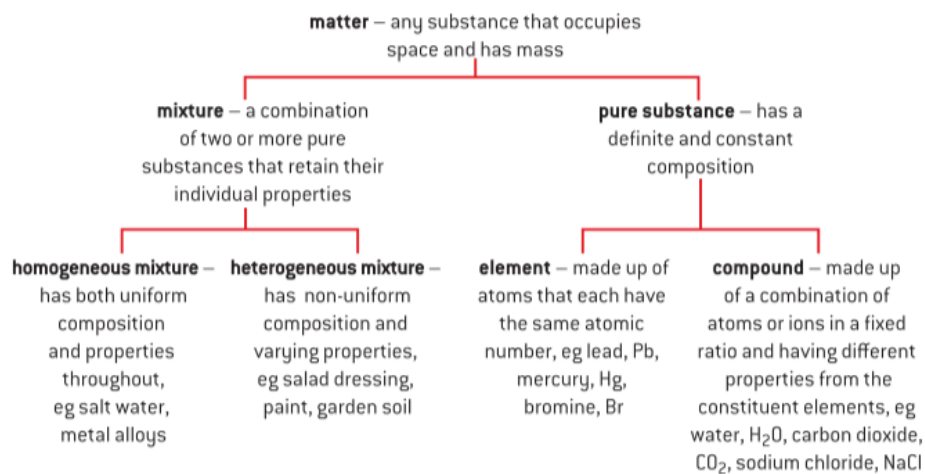 matter – any substance that occupies
space and has mass
mixture – a combination
of two or more pure
substances that retain their
individual properties
pure substance – has a
definite and constant
composition
homogeneous mixture –
has both uniform
composition
and properties
throughout,
eg salt water,
metal alloys
heterogeneous mixture –
has non-uniform
composition and
varying properties,
eg salad dressing,
paint, garden soil
element – made up of
atoms that each have
the same atomic
number, eg lead, Pb,
mercury, Hg,
bromine, Br
compound – made up
of a combination of
atoms or ions in a fixed
ratio and having different
properties from the
constituent elements, eg
water, H₂O, carbon dioxide,
CO₂, sodium chloride, NaCl